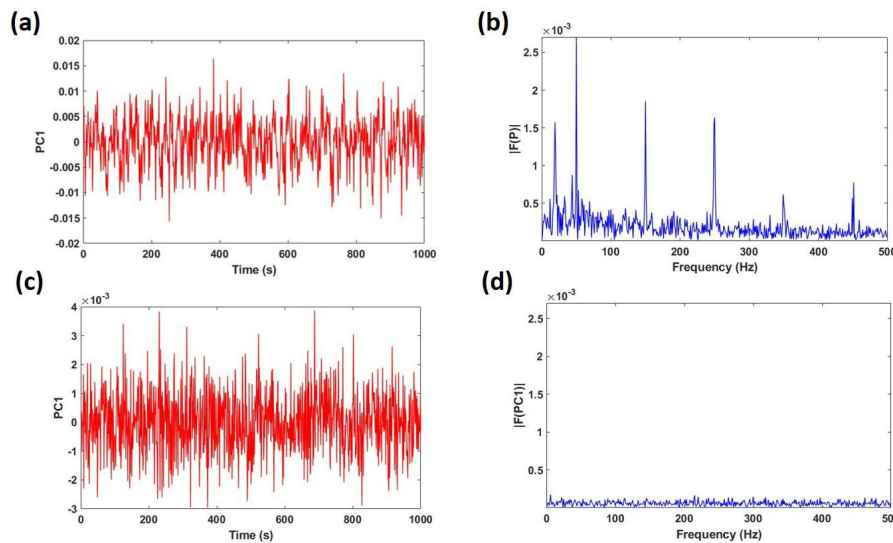 (a)
0.02
0.015
0.01
0.005
0
-0.005
-0.01
-0.015
-0.02
PC1
0 200 400 600 800 1000
Time (s)
(b)
×10⁻³
2.5
2
1.5
1
0.5
|F(P)|
0 100 200 300 400 500
Frequency (Hz)
(c)
×10⁻³
4
3
2
1
0
-1
-2
-3
PC1
0 200 400 600 800 1000
Time (s)
(d)
×10⁻³
2.5
2
1.5
1
0.5
|F(PC1)|
0 100 200 300 400 500
Frequency (Hz)